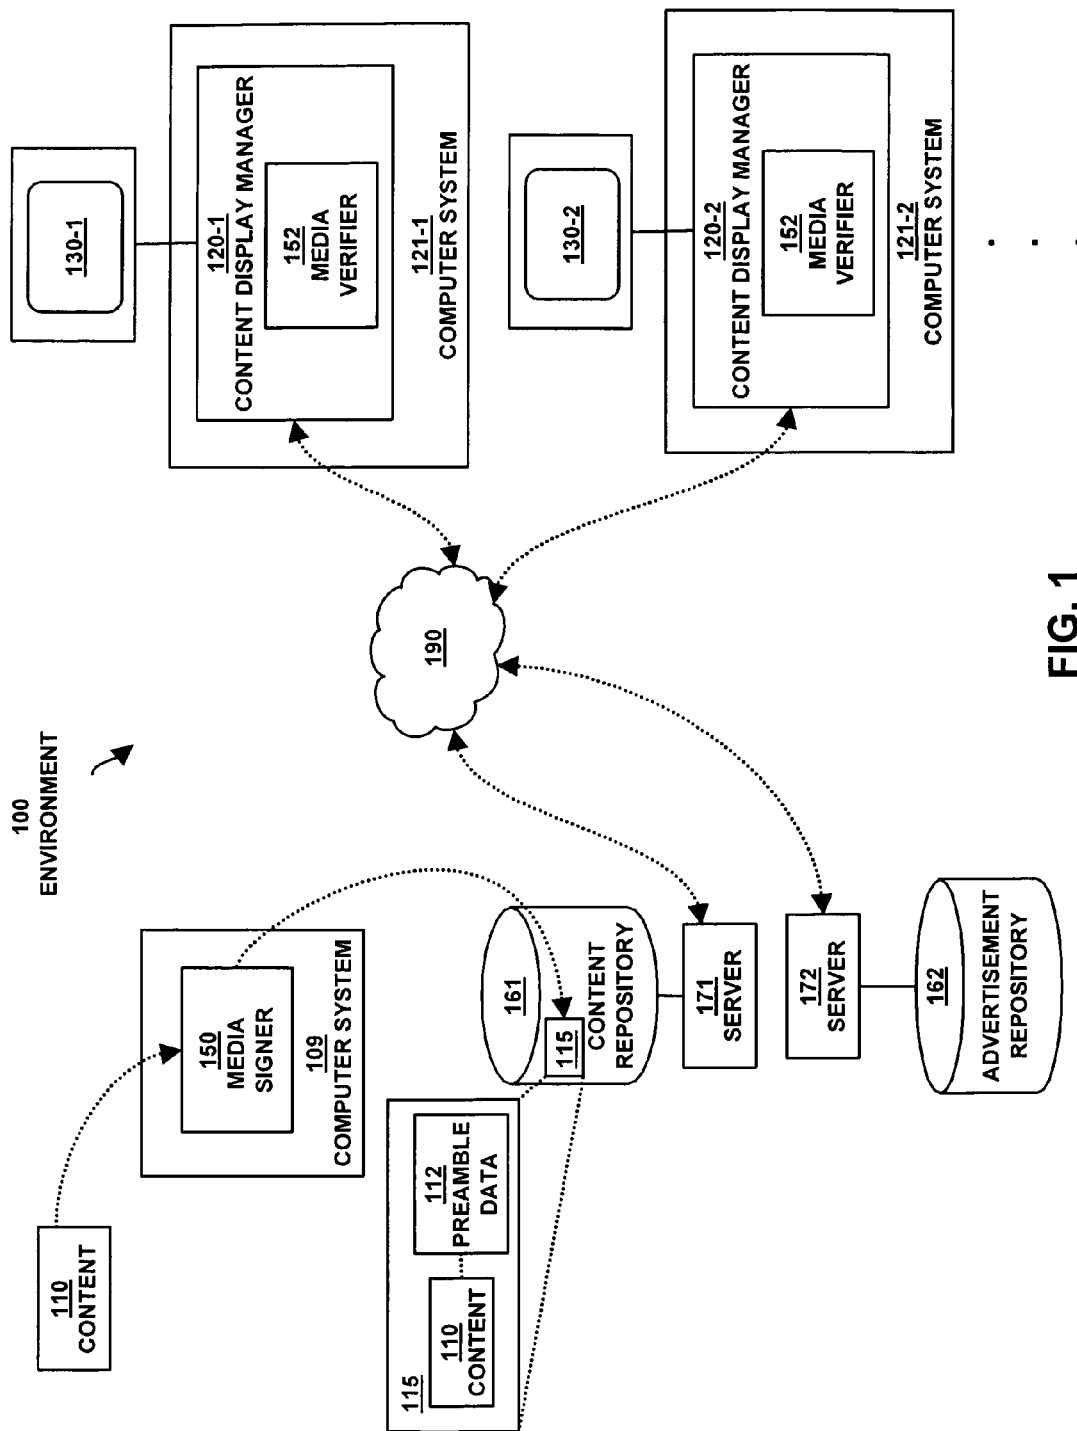 100
ENVIRONMENT
110
CONTENT
150
MEDIA
SIGNER
109
COMPUTER SYSTEM
115
110
CONTENT
112
PREAMBLE
DATA
161
115
CONTENT
REPOSITORY
171
SERVER
172
SERVER
162
ADVERTISEMENT
REPOSITORY
190
130-1
120-1
CONTENT DISPLAY MANAGER
152
MEDIA
VERIFIER
121-1
COMPUTER SYSTEM
130-2
120-2
CONTENT DISPLAY MANAGER
152
MEDIA
VERIFIER
121-2
COMPUTER SYSTEM
. . .
FIG. 1